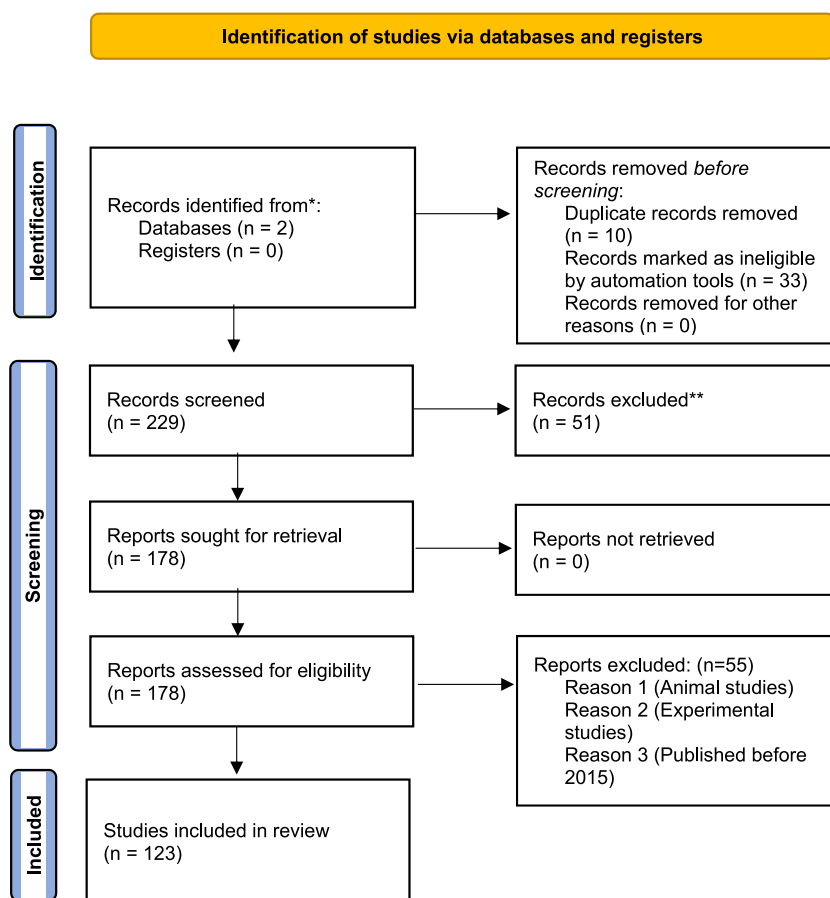 Identification of studies via databases and registers
Identification
Records identified from*:
Databases (n = 2)
Registers (n = 0)
Records removed before
screening:
Duplicate records removed
(n = 10)
Records marked as ineligible
by automation tools (n = 33)
Records removed for other
reasons (n = 0)
Screening
Records screened
(n = 229)
Records excluded**
(n = 51)
Reports sought for retrieval
(n = 178)
Reports not retrieved
(n = 0)
Reports assessed for eligibility
(n = 178)
Reports excluded: (n=55)
Reason 1 (Animal studies)
Reason 2 (Experimental
studies)
Reason 3 (Published before
2015)
Included
Studies included in review
(n = 123)